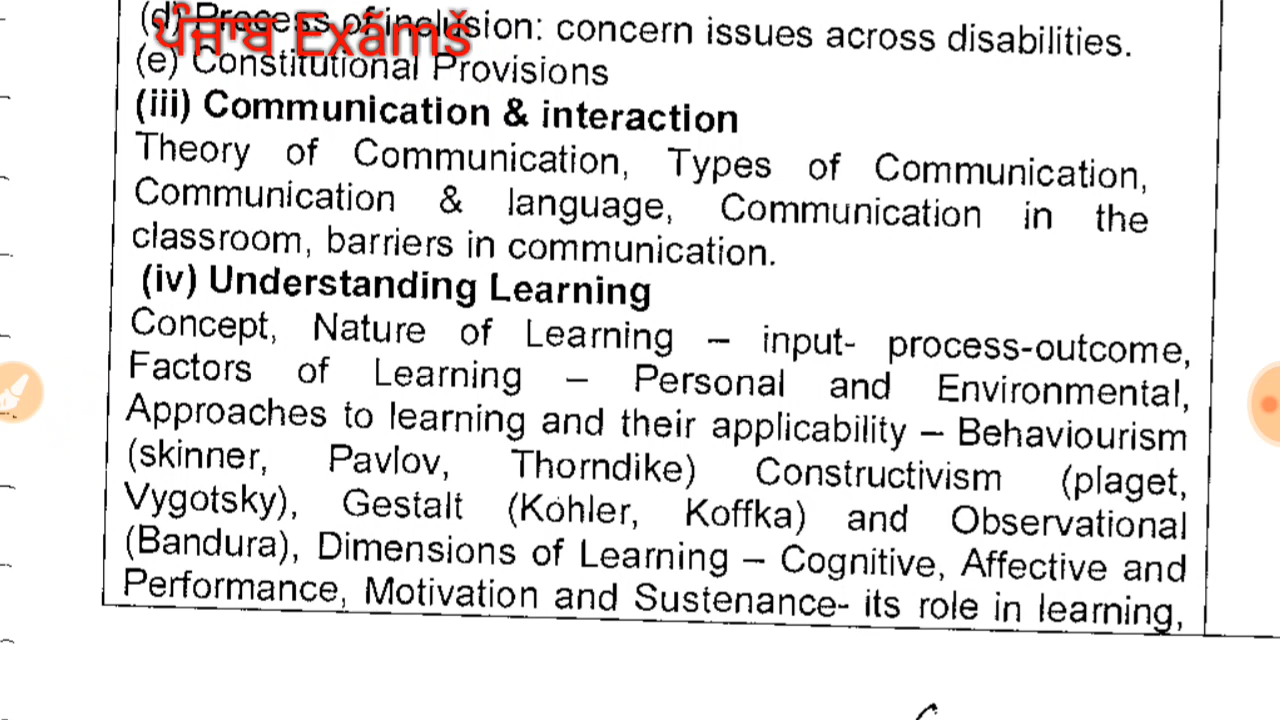 (d) Process of inclusion: concern issues across disabilities.
ਪੰਜਾਬ Exãmš
(e) Constitutional Provisions
(iii) Communication & interaction
Theory of Communication, Types of Communication,
Communication & language, Communication in the
classroom, barriers in communication.
(iv) Understanding Learning
Concept, Nature of Learning – input- process-outcome,
Factors of Learning – Personal and Environmental,
Approaches to learning and their applicability – Behaviourism
(skinner, Pavlov, Thorndike) Constructivism (plaget,
Vygotsky), Gestalt (Kohler, Koffka) and Observational
(Bandura), Dimensions of Learning – Cognitive, Affective and
Performance, Motivation and Sustenance- its role in learning,